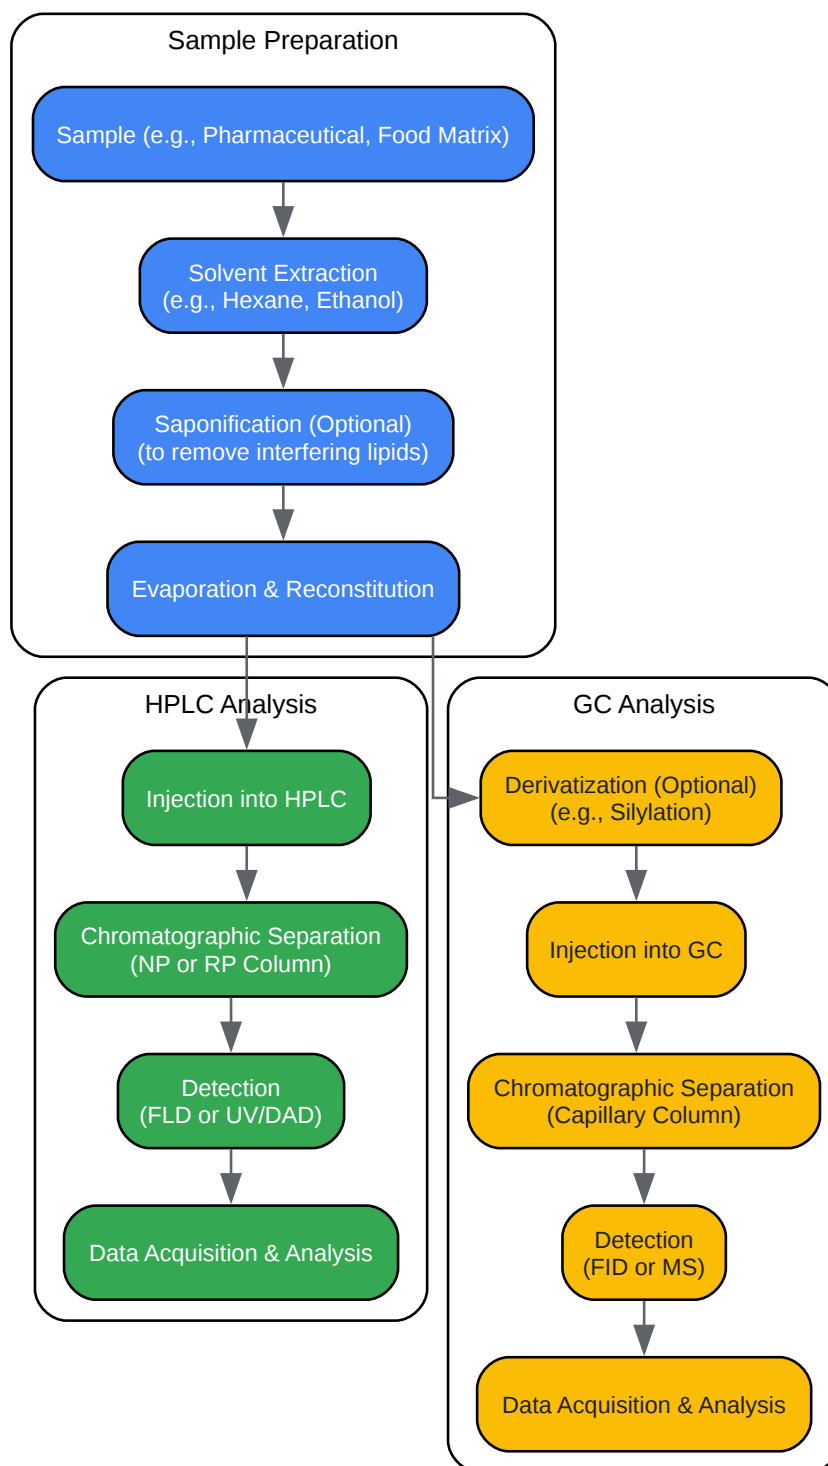 Sample Preparation
Sample (e.g., Pharmaceutical, Food Matrix)
Solvent Extraction
(e.g., Hexane, Ethanol)
Saponification (Optional)
(to remove interfering lipids)
Evaporation & Reconstitution
HPLC Analysis
Injection into HPLC
Chromatographic Separation
(NP or RP Column)
Detection
(FLD or UV/DAD)
Data Acquisition & Analysis
GC Analysis
Derivatization (Optional)
(e.g., Silylation)
Injection into GC
Chromatographic Separation
(Capillary Column)
Detection
(FID or MS)
Data Acquisition & Analysis